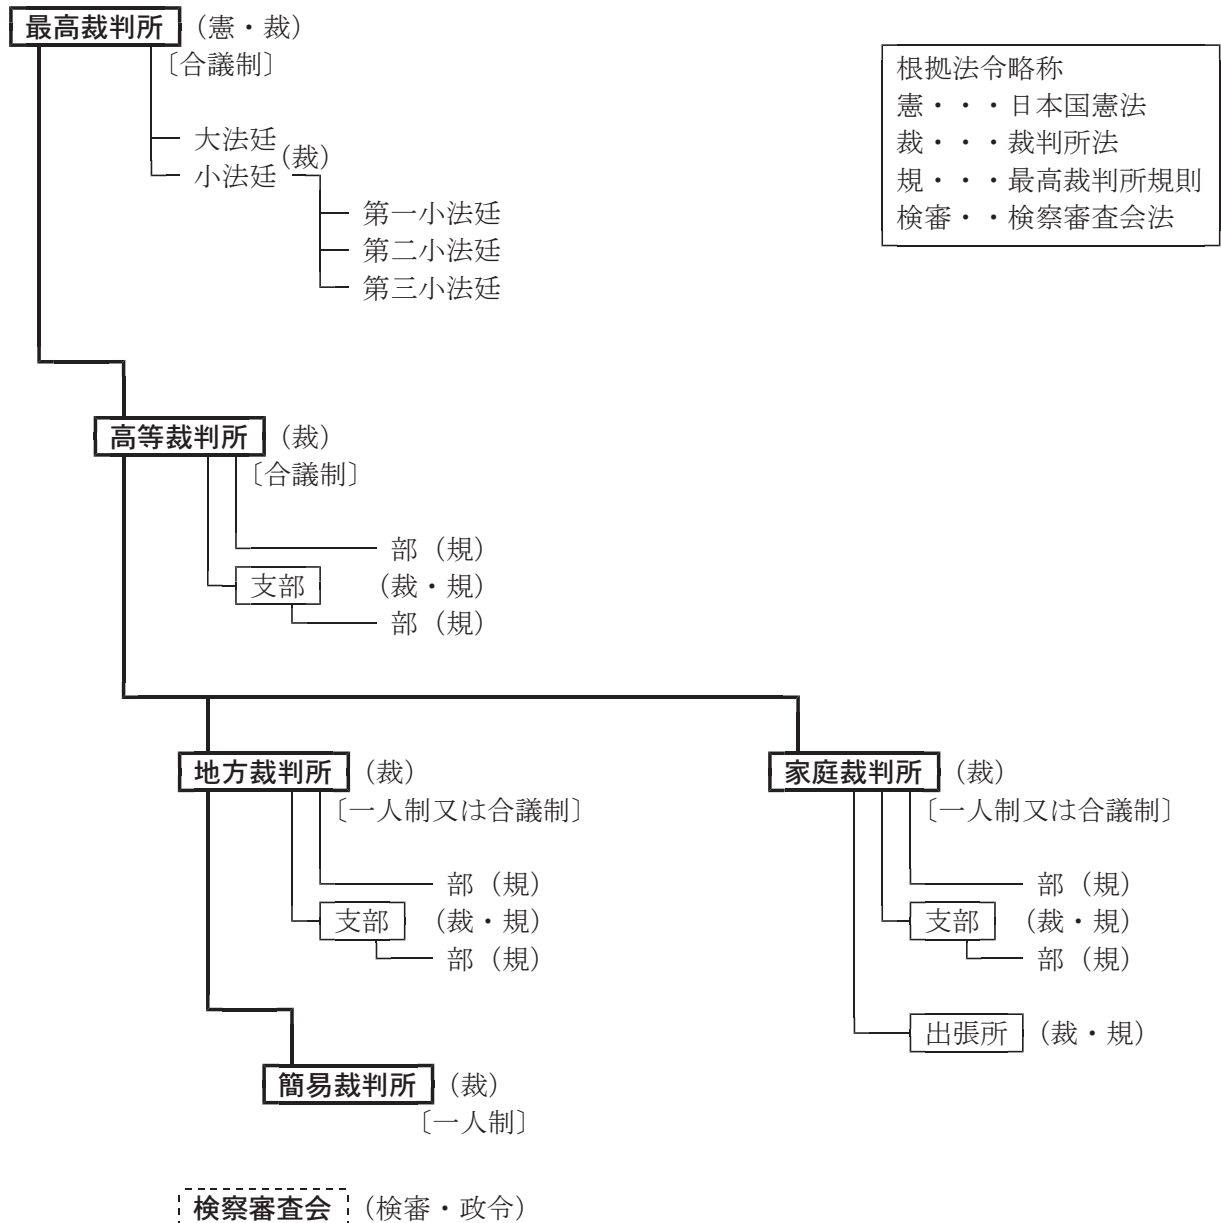 最高裁判所（憲・裁）
〔合議制〕
根拠法令略称
憲・・・日本国憲法
裁・・・裁判所法
規・・・最高裁判所規則
検審・・検察審査会法
大法廷
（裁）
小法廷
第一小法廷
第二小法廷
第三小法廷
高等裁判所（裁）
〔合議制〕
部（規）
支部（裁・規）
部（規）
地方裁判所（裁）
〔一人制又は合議制〕
部（規）
支部（裁・規）
部（規）
家庭裁判所（裁）
〔一人制又は合議制〕
部（規）
支部（裁・規）
部（規）
出張所（裁・規）
簡易裁判所（裁）
〔一人制〕
検察審査会（検審・政令）